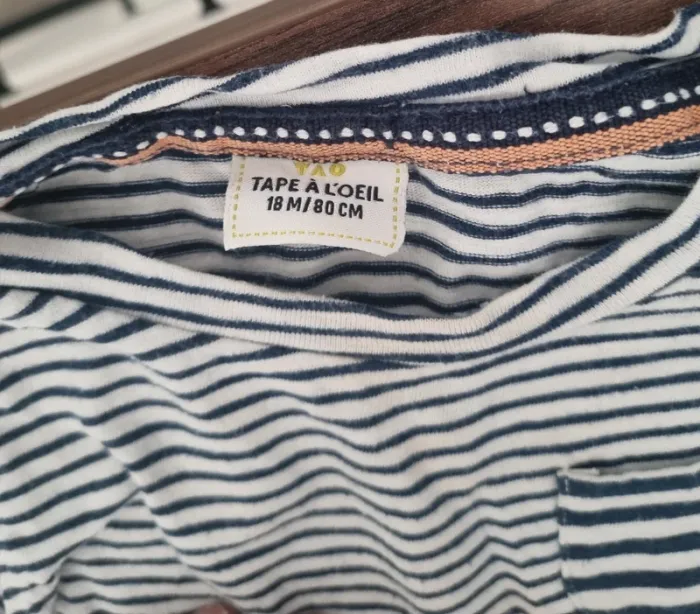 TAO
TAPE À L'OEIL
18 M/80 CM